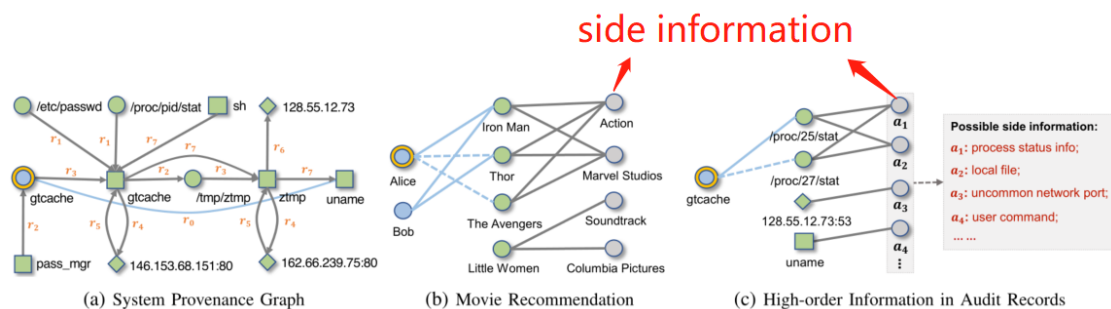 side information
/etc/passwd
/proc/pid/stat
sh
128.55.12.73
r1
r1
r7
r7
r6
r3
r2
r3
r7
gtcache
gtcache
/tmp/ztmp
ztmp
uname
r0
r2
r5
r4
r5
r4
pass_mgr
146.153.68.151:80
162.66.239.75:80
(a) System Provenance Graph
Iron Man
Action
Alice
Thor
Marvel Studios
Bob
The Avengers
Soundtrack
Little Women
Columbia Pictures
(b) Movie Recommendation
/proc/25/stat
a1
/proc/27/stat
a2
gtcache
a3
128.55.12.73:53
a4
uname
⋮
Possible side information:
a1: process status info;
a2: local file;
a3: uncommon network port;
a4: user command;
... ...
(c) High-order Information in Audit Records